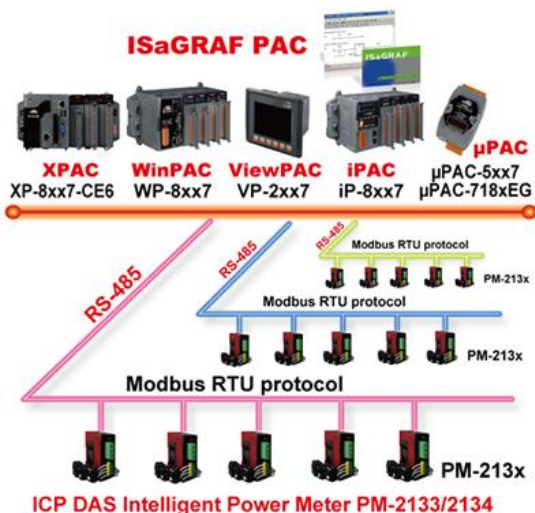 ISaGRAF PAC
ISaGRAF
XPAC
XP-8xx7-CE6
WinPAC
WP-8xx7
ViewPAC
VP-2xx7
iPAC
iP-8xx7
µPAC
µPAC-5xx7
µPAC-718xEG
RS-485
Modbus RTU protocol
PM-213x
RS-485
Modbus RTU protocol
PM-213x
RS-485
Modbus RTU protocol
PM-213x
ICP DAS Intelligent Power Meter PM-2133/2134